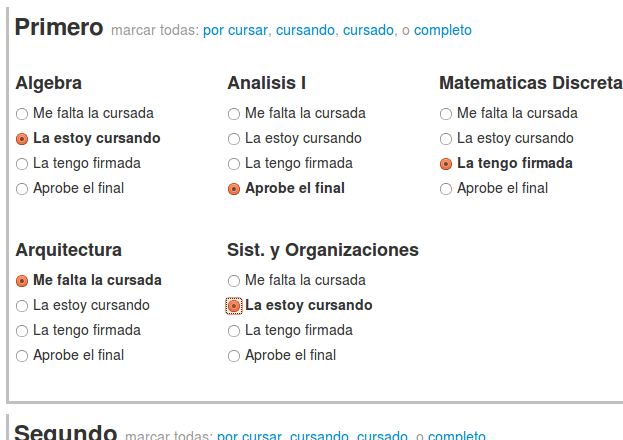 Primero marcar todas: por cursar, cursando, cursado, o completo
Algebra
Me falta la cursada
La estoy cursando
La tengo firmada
Aprobe el final
Analisis I
Me falta la cursada
La estoy cursando
La tengo firmada
Aprobe el final
Matematicas Discreta
Me falta la cursada
La estoy cursando
La tengo firmada
Aprobe el final
Arquitectura
Me falta la cursada
La estoy cursando
La tengo firmada
Aprobe el final
Sist. y Organizaciones
Me falta la cursada
La estoy cursando
La tengo firmada
Aprobe el final
Segundo marcar todas: por cursar, cursando, cursado, o completo